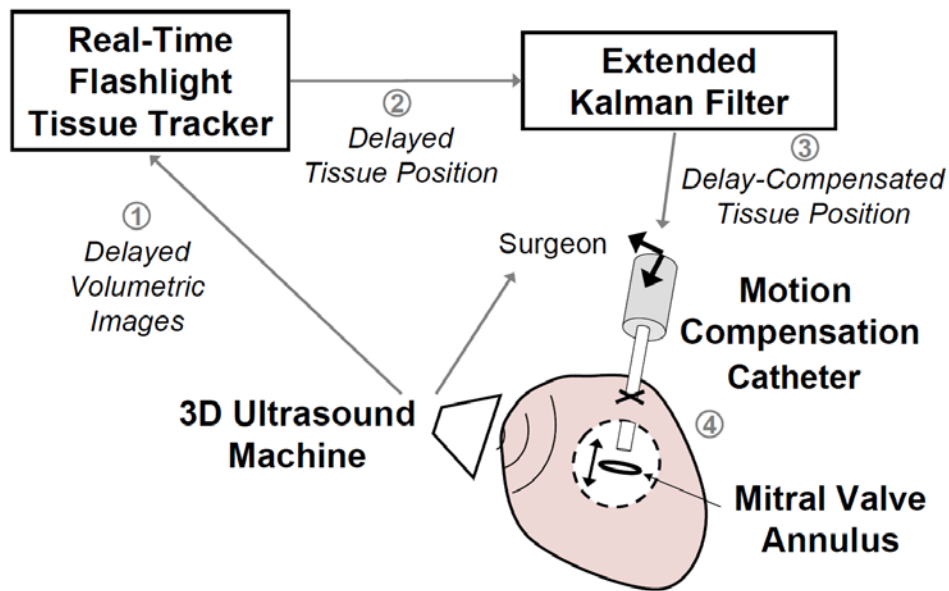 Real-Time
Flashlight
Tissue Tracker
②
Delayed
Tissue Position
Extended
Kalman Filter
③
Delay-Compensated
Tissue Position
①
Delayed
Volumetric
Images
Surgeon
Motion
Compensation
Catheter
3D Ultrasound
Machine
④
Mitral Valve
Annulus